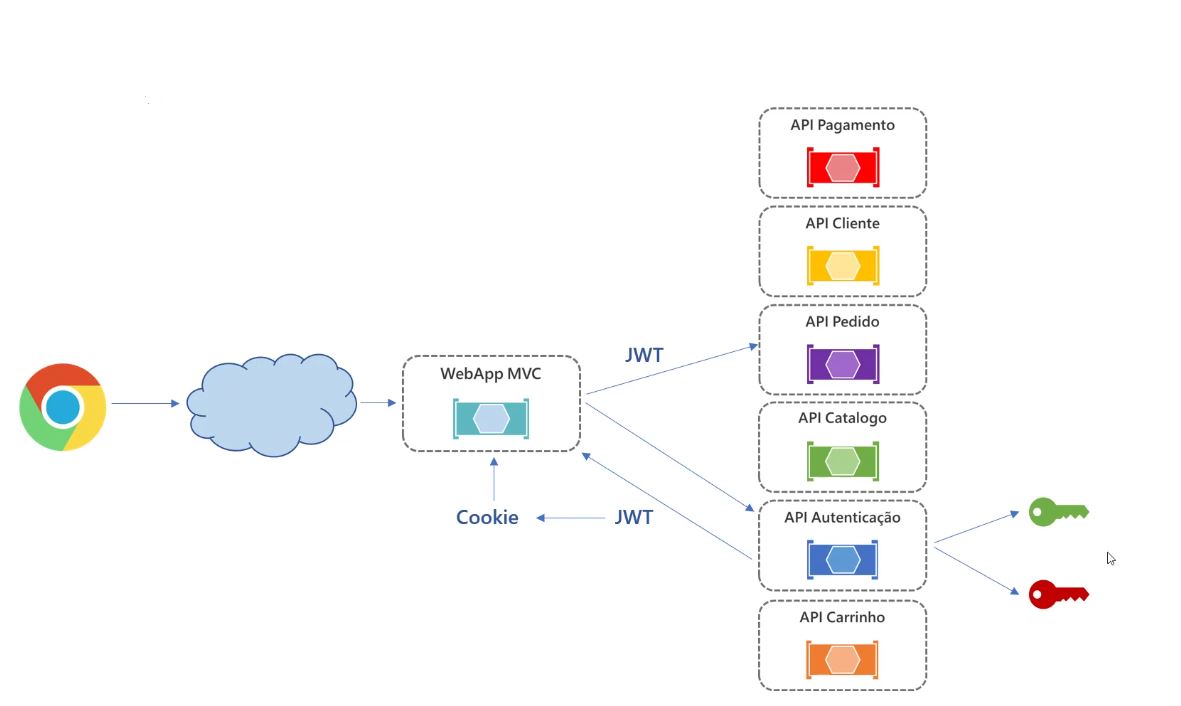 API Pagamento
API Cliente
API Pedido
JWT
WebApp MVC
API Catalogo
Cookie
JWT
API Autenticação
API Carrinho